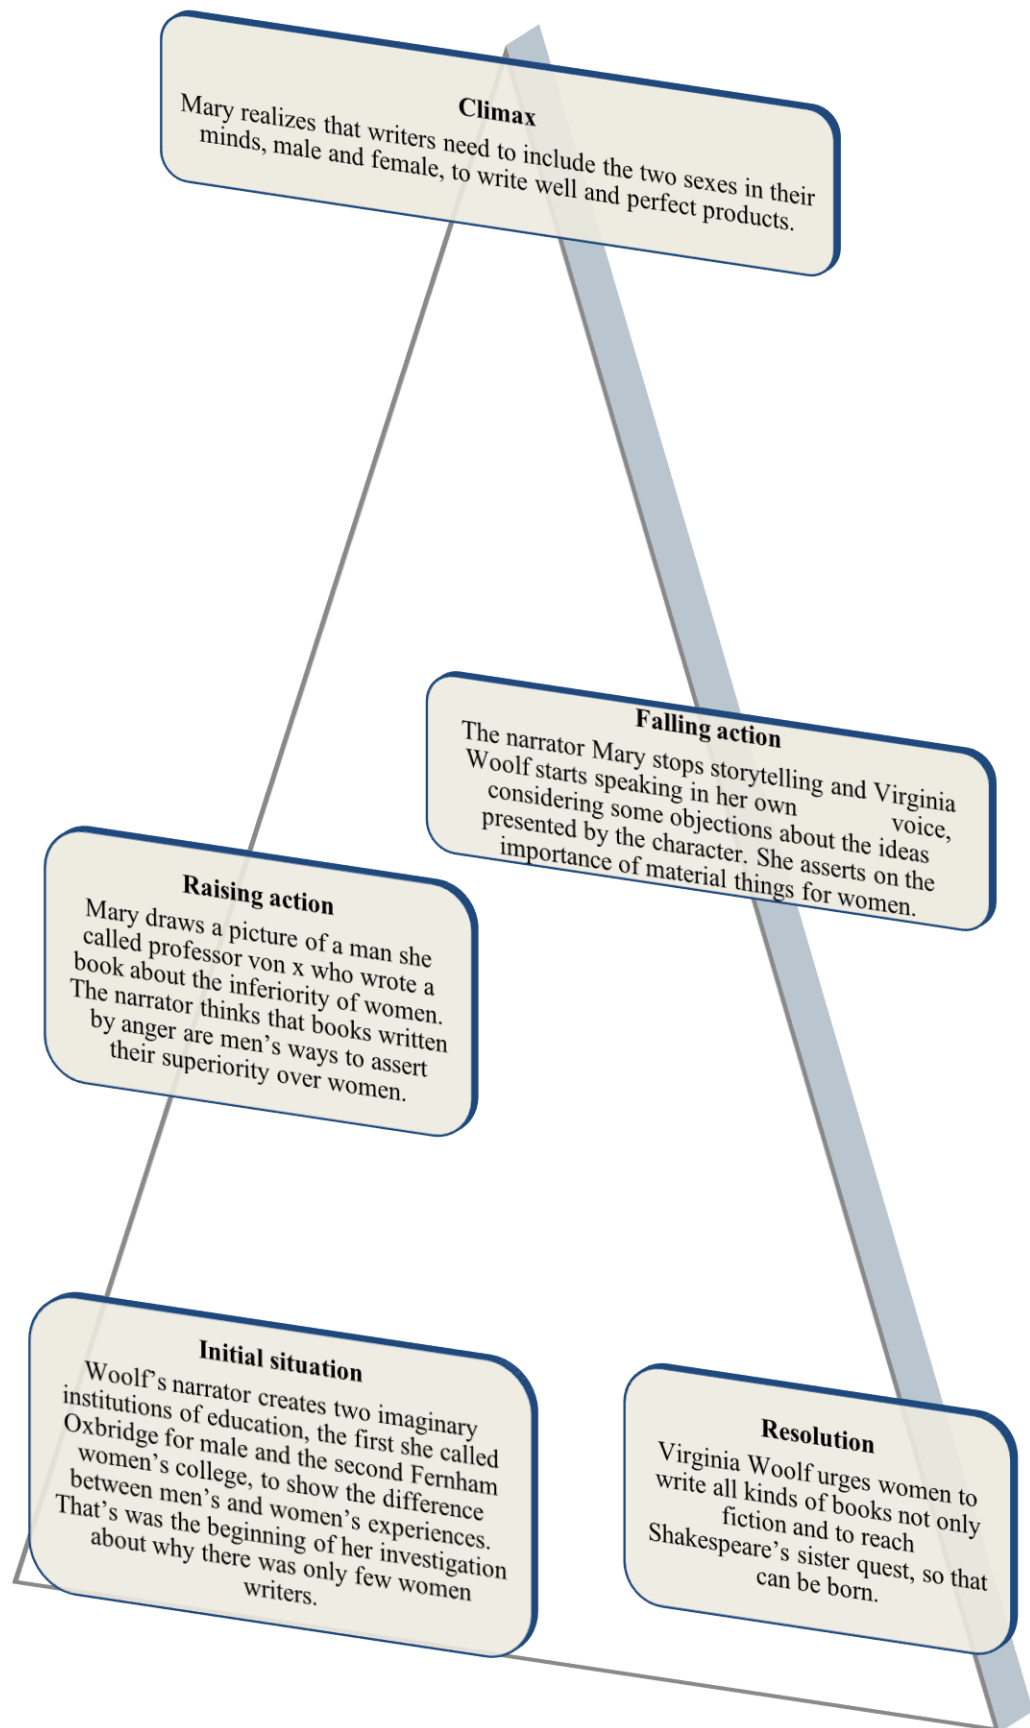 Climax
Mary realizes that writers need to include the two sexes in their
minds, male and female, to write well and perfect products.
Falling action
The narrator Mary stops storytelling and Virginia
Woolf starts speaking in her own voice,
considering some objections about the ideas
presented by the character. She asserts on the
importance of material things for women.
Raising action
Mary draws a picture of a man she
called professor von x who wrote a
book about the inferiority of women.
The narrator thinks that books written
by anger are men’s ways to assert
their superiority over women.
Initial situation
Woolf’s narrator creates two imaginary
institutions of education, the first she called
Oxbridge for male and the second Fernham
women’s college, to show the difference
between men’s and women’s experiences.
That’s was the beginning of her investigation
about why there was only few women
writers.
Resolution
Virginia Woolf urges women to
write all kinds of books not only
fiction and to reach
Shakespeare’s sister quest, so that
can be born.